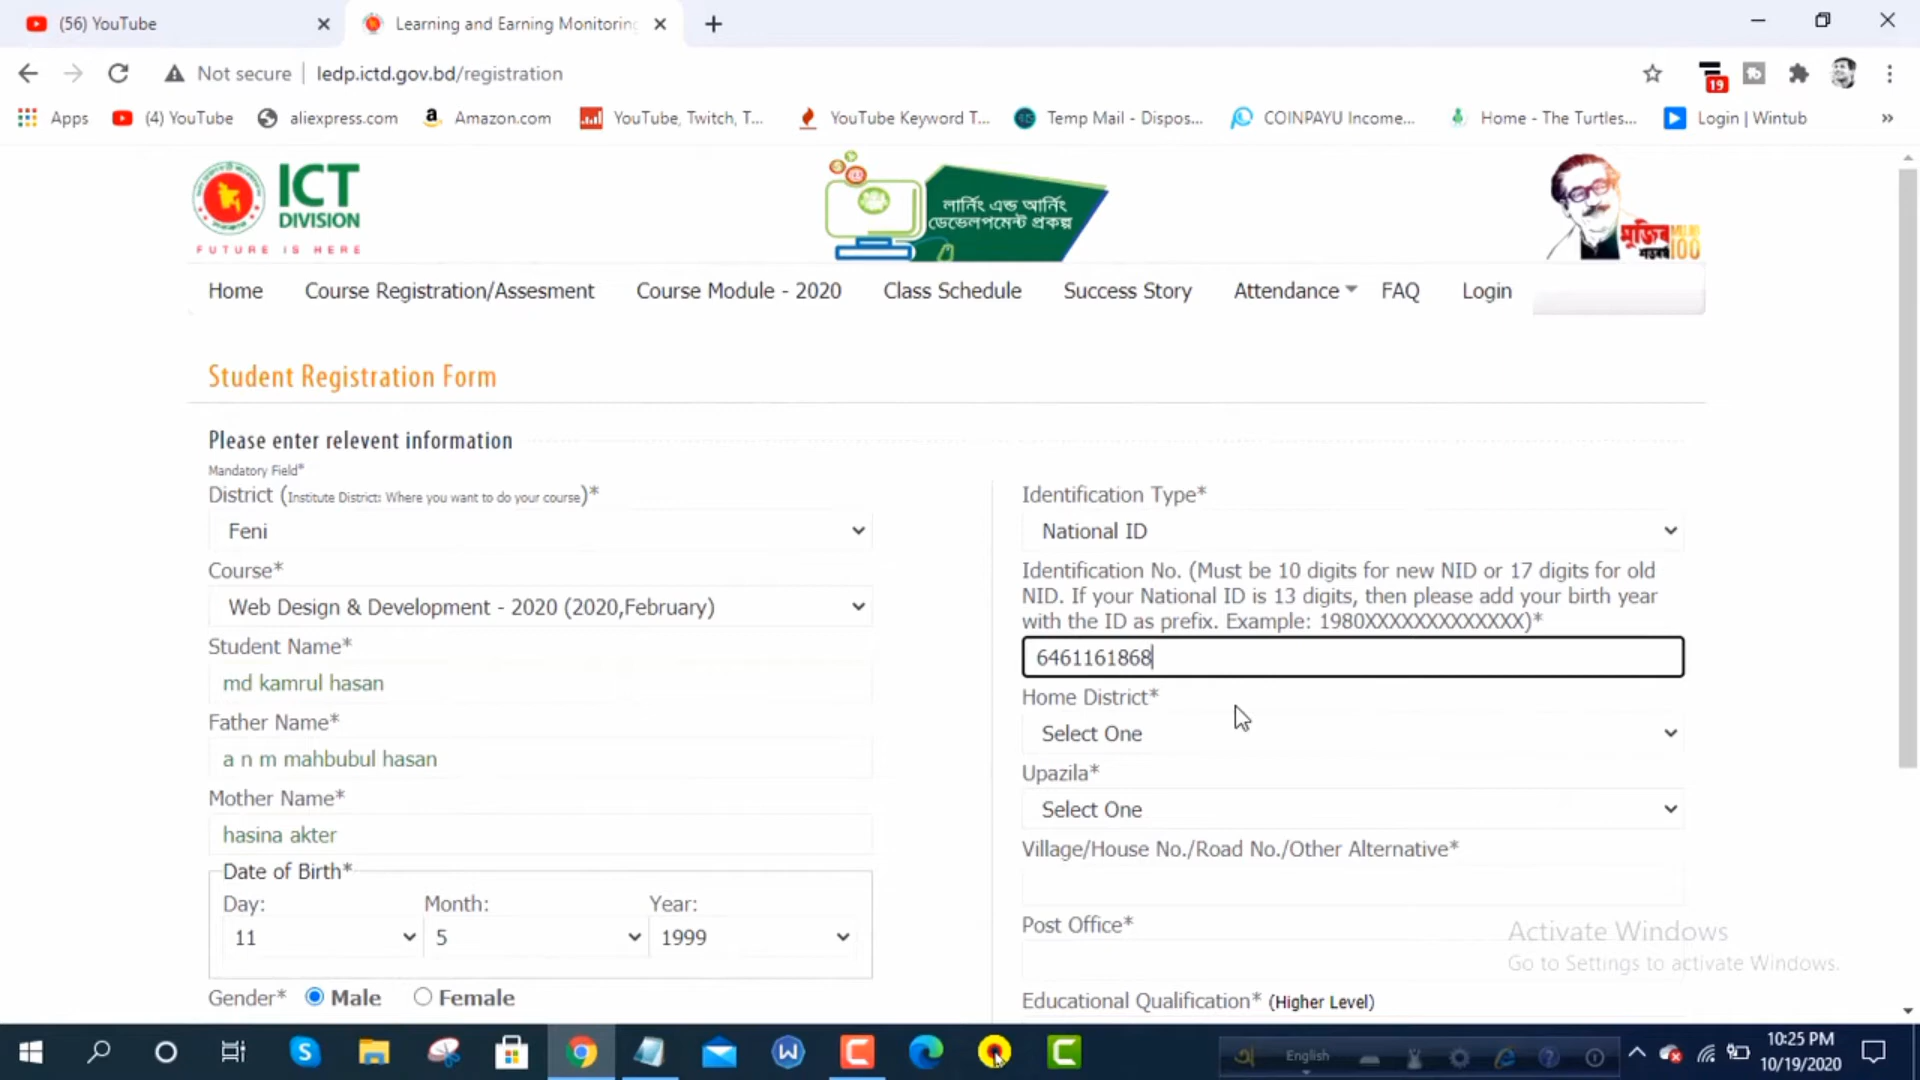 (56) YouTube
Learning and Earning Monitoring
Not secure
ledp.ictd.gov.bd/registration
19
Apps
(4) YouTube
aliexpress.com
Amazon.com
YouTube, Twitch, T...
YouTube Keyword T...
Temp Mail - Dispos...
COINPAYU Income...
Home - The Turtles...
Login | Wintub
»
ICT
DIVISION
FUTURE IS HERE
লার্নিং এন্ড আর্নিং
ডেভেলপমেন্ট প্রকল্প
মুজিব
100
Home
Course Registration/Assesment
Course Module - 2020
Class Schedule
Success Story
Attendance
FAQ
Login
Student Registration Form
Please enter relevent information
Mandatory Field*
District (Institute District: Where you want to do your course)*
Feni
Course*
Web Design & Development - 2020 (2020,February)
Student Name*
md kamrul hasan
Father Name*
a n m mahbubul hasan
Mother Name*
hasina akter
Date of Birth*
Day:
Month:
Year:
11
5
1999
Gender*
Male
Female
Identification Type*
National ID
Identification No. (Must be 10 digits for new NID or 17 digits for old
NID. If your National ID is 13 digits, then please add your birth year
with the ID as prefix. Example: 1980XXXXXXXXXXXXX)*
6461161868
Home District*
Select One
Upazila*
Select One
Village/House No./Road No./Other Alternative*
Post Office*
Educational Qualification* (Higher Level)
Activate Windows
Go to Settings to activate Windows.
English
10:25 PM
10/19/2020